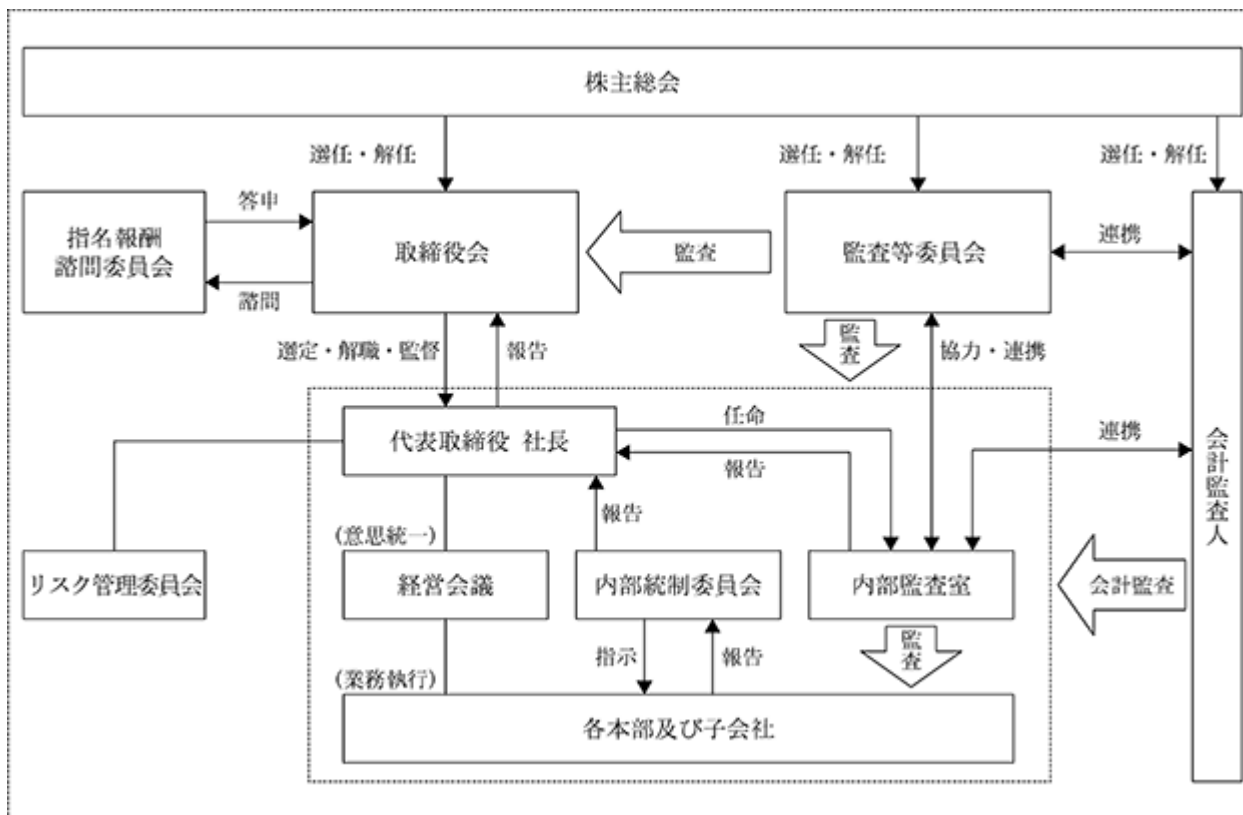 株主総会
選任・解任
選任・解任
選任・解任
答申
指名報酬
諮問委員会
取締役会
監査
監査等委員会
連携
諮問
選定・解職・監督
報告
監査
協力・連携
代表取締役 社長
任命
報告
連携
会計監査人
報告
(意思統一)
リスク管理委員会
経営会議
内部統制委員会
内部監査室
会計監査
指示
報告
監査
(業務執行)
各本部及び子会社